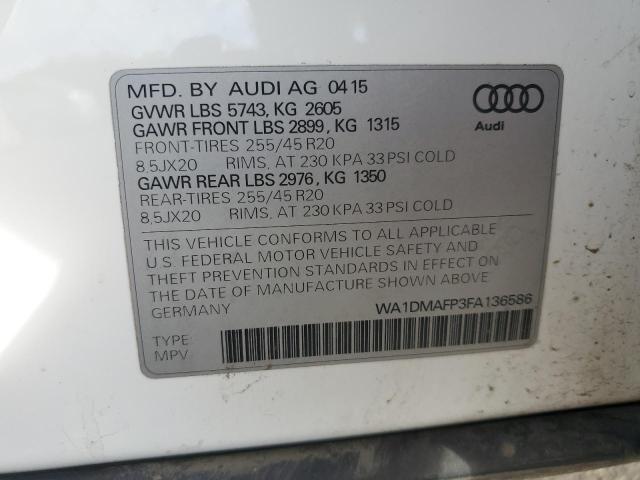 MFD. BY AUDI AG 04 15
GVWR LBS 5743, KG 2605
GAWR FRONT LBS 2899, KG 1315
FRONT-TIRES 255/45 R20
8,5JX20 RIMS, AT 230 KPA 33 PSI COLD
GAWR REAR LBS 2976, KG 1350
REAR-TIRES 255/45 R20
8,5JX20 RIMS, AT 230 KPA 33 PSI COLD
Audi
THIS VEHICLE CONFORMS TO ALL APPLICABLE
U.S. FEDERAL MOTOR VEHICLE SAFETY AND
THEFT PREVENTION STANDARDS IN EFFECT ON
THE DATE OF MANUFACTURE SHOWN ABOVE
GERMANY
WA1DMAFP3FA136586
TYPE
MPV